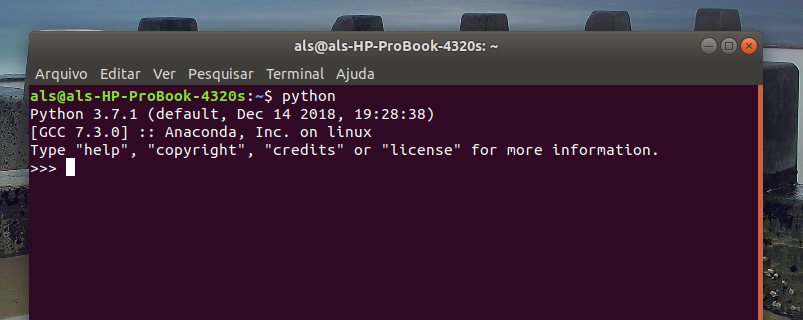 als@als-HP-ProBook-4320s: ~
Arquivo Editar Ver Pesquisar Terminal Ajuda
als@als-HP-ProBook-4320s:~$ python
Python 3.7.1 (default, Dec 14 2018, 19:28:38)
[GCC 7.3.0] :: Anaconda, Inc. on linux
Type "help", "copyright", "credits" or "license" for more information.
>>>